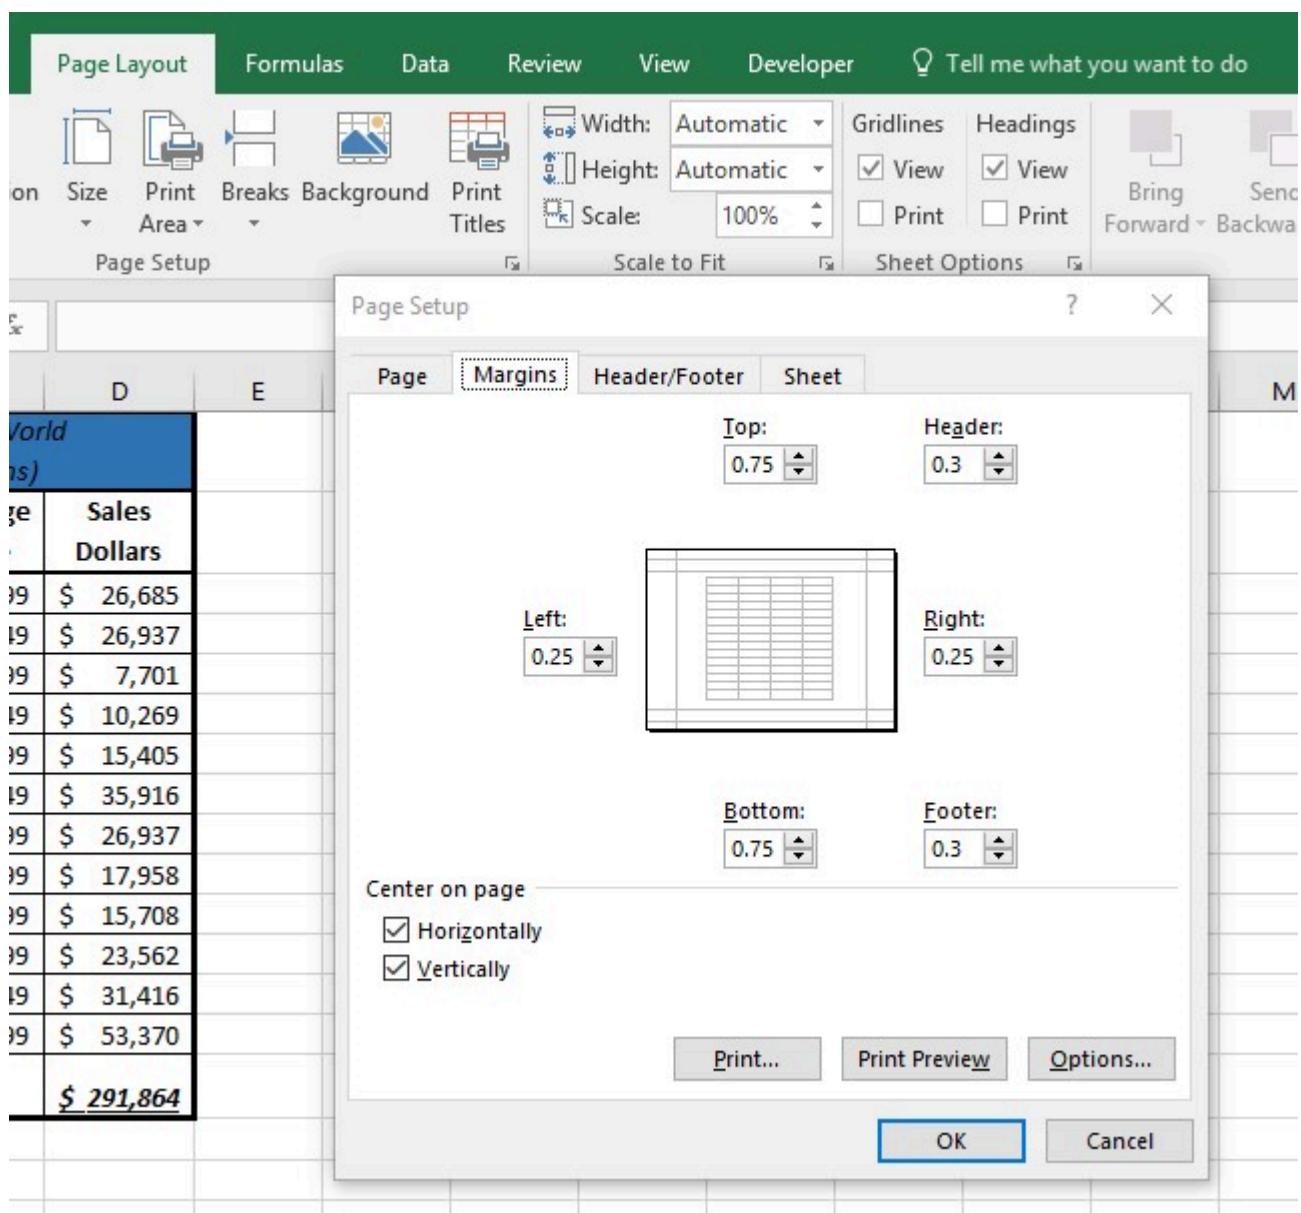 Page Layout Formulas Data Review View Developer Tell me what you want to do
Width: Automatic Gridlines Headings
Height: Automatic View View
Size Print Breaks Background Print Scale: 100% Print Print Bring
Area Titles Forward
Page Setup Scale to Fit Sheet Options
Page Setup ? ×
Page Margins Header/Footer Sheet
D E M
Top: Header:
0.75 0.3
Sales
Dollars
$ 26,685
Left: Right:
$ 26,937
0.25 0.25
$ 7,701
$ 10,269
$ 15,405
$ 35,916
Bottom: Footer:
$ 26,937
0.75 0.3
$ 17,958
Center on page
$ 15,708
Horizontally
$ 23,562
Vertically
$ 31,416
$ 53,370
Print... Print Preview Options...
$ 291,864
OK Cancel